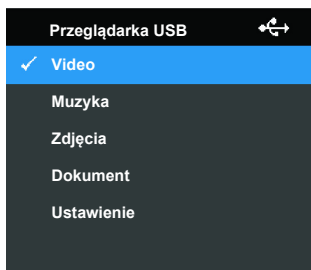 Przeglądarka USB
Video
Muzyka
Zdjęcia
Dokument
Ustawienie